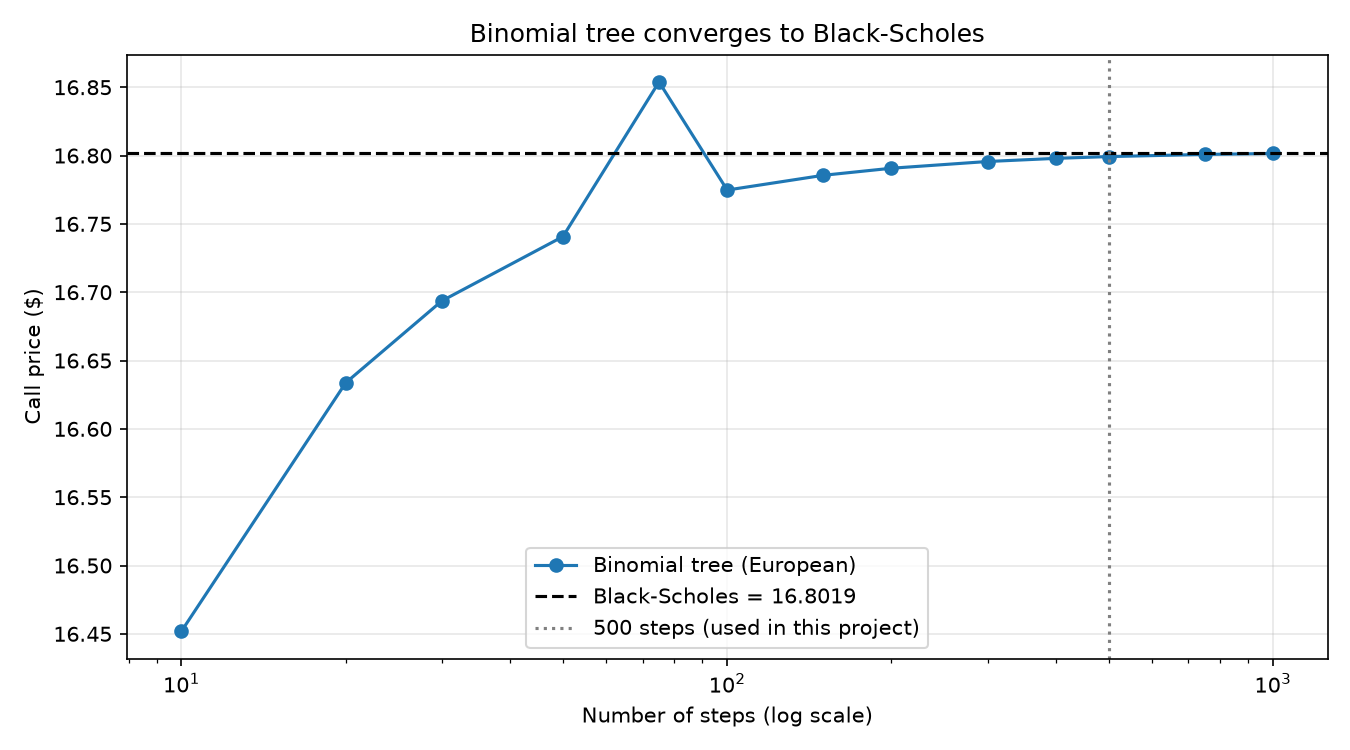 Binomial tree converges to Black-Scholes
Call price ($)
16.85
16.80
16.75
16.70
16.65
16.60
16.55
16.50
16.45
Binomial tree (European)
Black-Scholes = 16.8019
500 steps (used in this project)
10¹ 10² 10³
Number of steps (log scale)